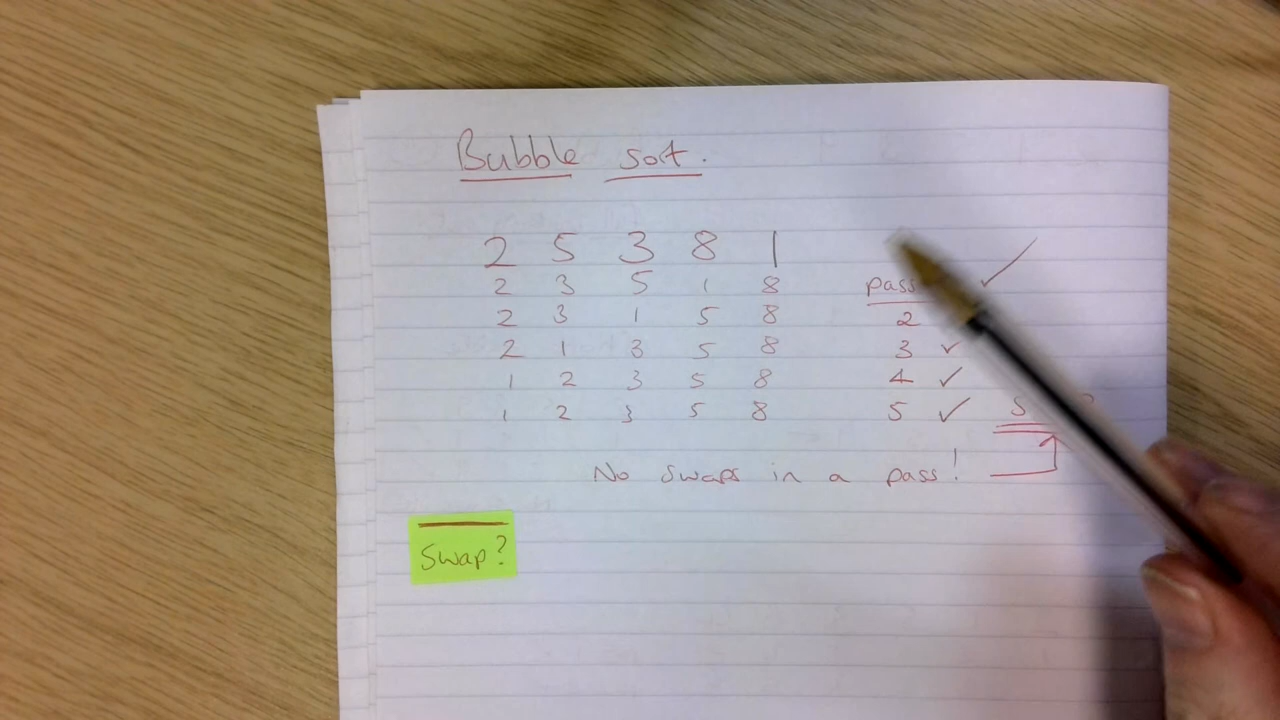 Bubble sort.
2 5 3 8 1
2 3 5 1 8 pass ✓
2 3 1 5 8 2
2 1 3 5 8 3 ✓
1 2 3 5 8 4 ✓
1 2 3 5 8 5 ✓
No swaps in a pass!
Swap?